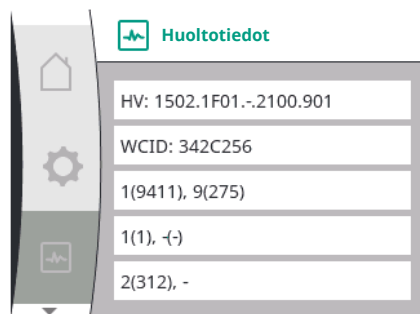 Huoltotiedot
HV: 1502.1F01.-.2100.901
WCID: 342C256
1(9411), 9(275)
1(1), -(-)
2(312), -